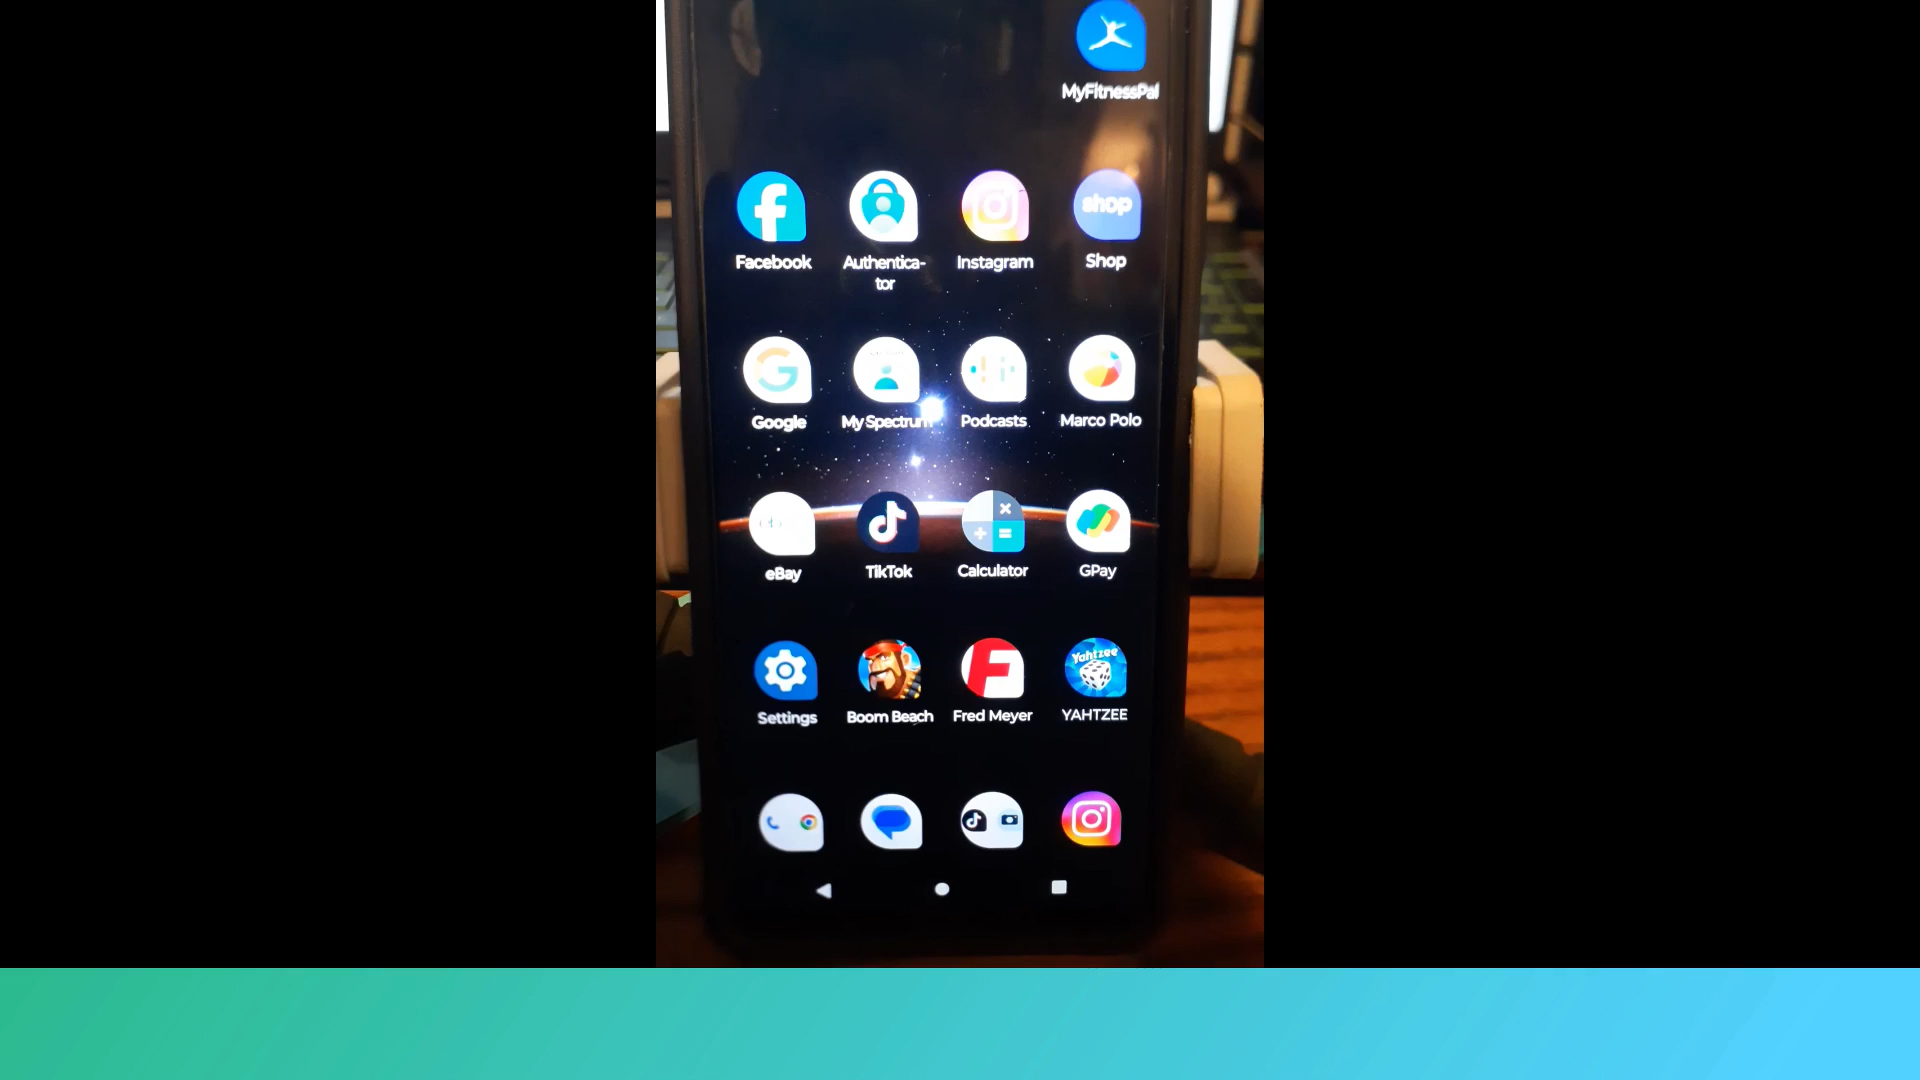 MyFitnessPal
Facebook
Authentica-
tor
Instagram
shop
Shop
Google
My Spectrum
Podcasts
Marco Polo
eBay
TikTok
Calculator
GPay
Yahtzee
Settings
Boom Beach
Fred Meyer
YAHTZEE